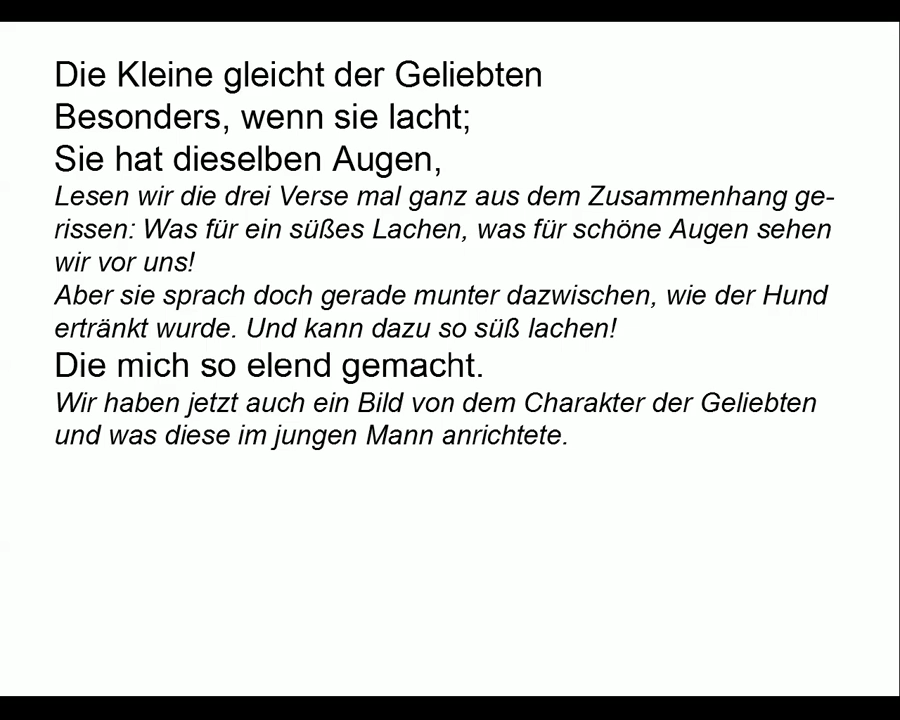 Die Kleine gleicht der Geliebten
Besonders, wenn sie lacht;
Sie hat dieselben Augen,
Lesen wir die drei Verse mal ganz aus dem Zusammenhang ge-
rissen: Was für ein süßes Lachen, was für schöne Augen sehen
wir vor uns!
Aber sie sprach doch gerade munter dazwischen, wie der Hund
ertränkt wurde. Und kann dazu so süß lachen!
Die mich so elend gemacht.
Wir haben jetzt auch ein Bild von dem Charakter der Geliebten
und was diese im jungen Mann anrichtete.